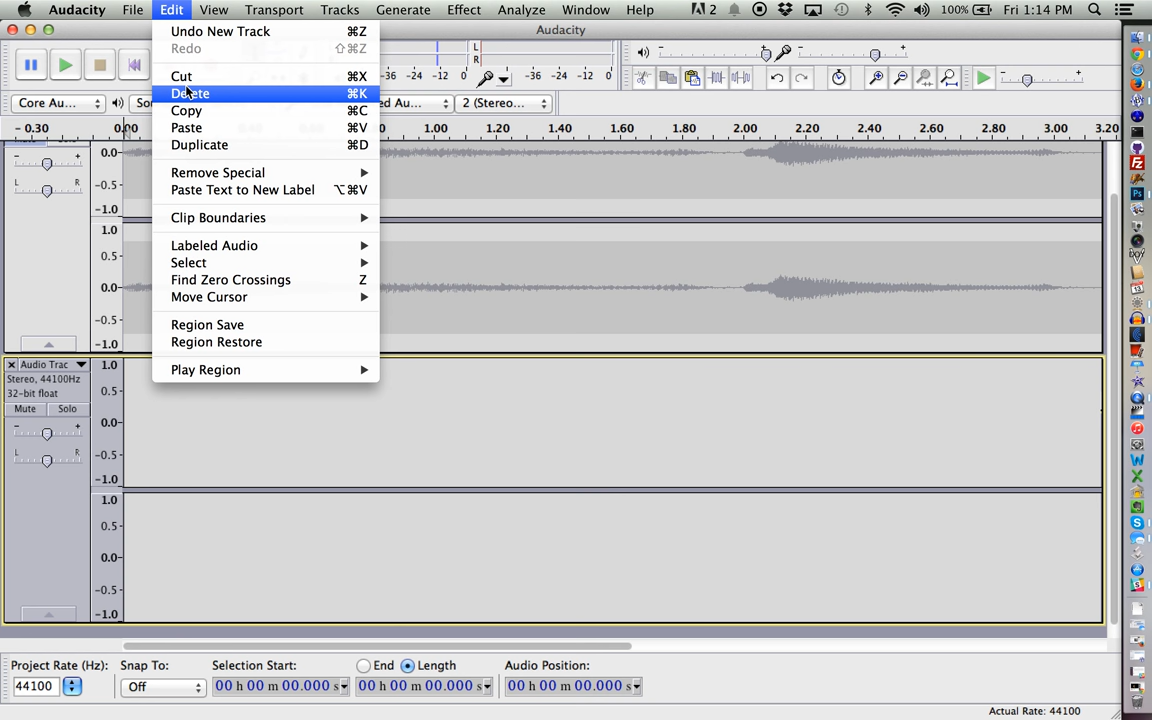 Audacity File Edit View Transport Tracks Generate Effect Analyze Window Help 2 100% Fri 1:14 PM
Audacity
Undo New Track ⌘Z
Redo ⇧⌘Z
Cut ⌘X
Delete ⌘K
Copy ⌘C
Paste ⌘V
Duplicate ⌘D
Remove Special
Paste Text to New Label ⌥⌘V
Clip Boundaries
Labeled Audio
Select
Find Zero Crossings Z
Move Cursor
Region Save
Region Restore
Play Region
L
R
-36 -24 -12 0 -36 -24 -12 0
Core Au... Sou ed Au... 2 (Stereo...
- 0.30 0.00 1.00 1.20 1.40 1.60 1.80 2.00 2.20 2.40 2.60 2.80 3.00 3.20
- +
L R
0.0-
-0.5-
-1.0
1.0
0.5-
0.0-
-0.5-
-1.0
Audio Trac
Stereo, 44100Hz
32-bit float
Mute Solo
- +
L R
1.0
0.5-
0.0-
-0.5-
-1.0
1.0
0.5-
0.0-
-0.5-
-1.0
Project Rate (Hz): Snap To: Selection Start: End Length Audio Position:
44100 Off 00 h 00 m 00.000 s 00 h 00 m 00.000 s 00 h 00 m 00.000 s
Actual Rate: 44100